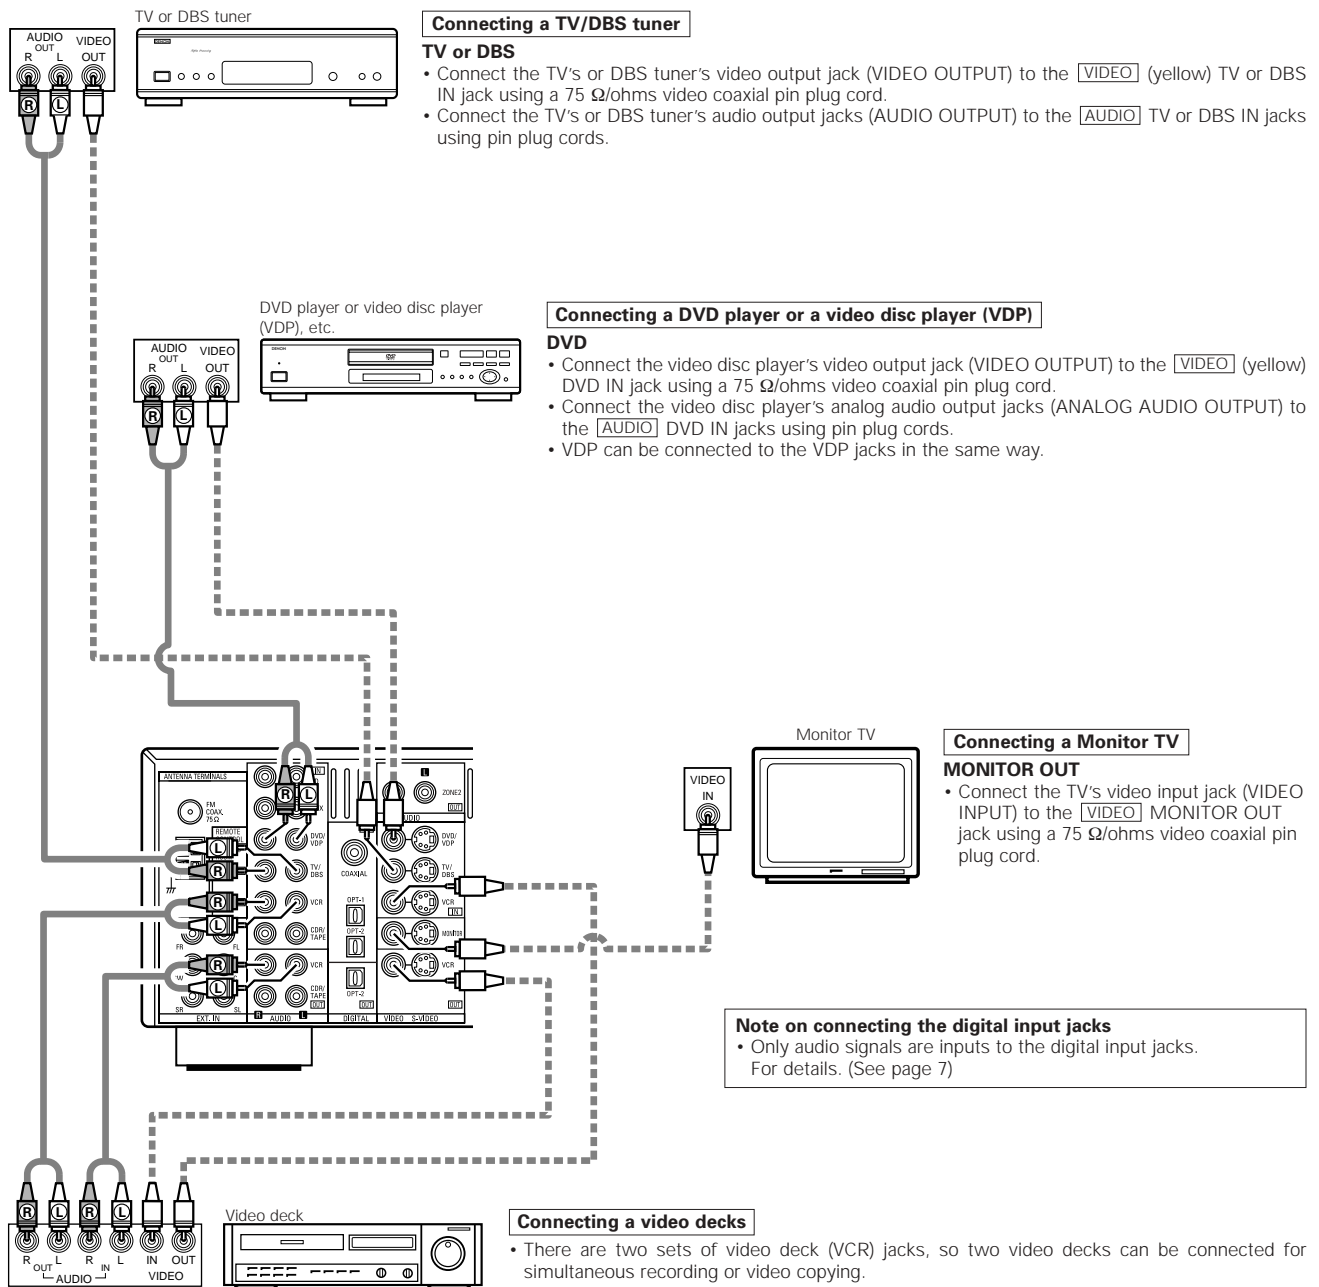 TV or DBS tuner
AUDIO
OUT
VIDEO
OUT
R
L
R
L
DENON
Connecting a TV/DBS tuner
TV or DBS
• Connect the TV's or DBS tuner's video output jack (VIDEO OUTPUT) to the VIDEO (yellow) TV or DBS
IN jack using a 75 Ω/ohms video coaxial pin plug cord.
• Connect the TV's or DBS tuner's audio output jacks (AUDIO OUTPUT) to the AUDIO TV or DBS IN jacks
using pin plug cords.
DVD player or video disc player
(VDP), etc.
AUDIO
OUT
VIDEO
OUT
R
L
R
L
DENON
Connecting a DVD player or a video disc player (VDP)
DVD
• Connect the video disc player's video output jack (VIDEO OUTPUT) to the VIDEO (yellow)
DVD IN jack using a 75 Ω/ohms video coaxial pin plug cord.
• Connect the video disc player's analog audio output jacks (ANALOG AUDIO OUTPUT) to
the AUDIO DVD IN jacks using pin plug cords.
• VDP can be connected to the VDP jacks in the same way.
ANTENNA TERMINALS
FM
COAX.
75Ω
REMOTE
IN
R
L
L
ZONE2
OUT
DVD/
VDP
DVD/
VDP
L
R
TV/
DBS
COAXIAL
TV/
DBS
R
L
VCR
OPT-1
VCR
IN
FR
FL
CDR/
TAPE
OPT-2
MONITOR
R
L
VCR
VCR
SR
SL
CDR/
TAPE
OUT
OPT-2
OUT
OUT
EXT. IN
R
AUDIO
L
DIGITAL
VIDEO
S-VIDEO
Monitor TV
VIDEO
IN
Connecting a Monitor TV
MONITOR OUT
• Connect the TV's video input jack (VIDEO
INPUT) to the VIDEO MONITOR OUT
jack using a 75 Ω/ohms video coaxial pin
plug cord.
Note on connecting the digital input jacks
• Only audio signals are inputs to the digital input jacks.
For details. (See page 7)
R
L
R
L
R
OUT
L
R
IN
L
IN
OUT
AUDIO
VIDEO
Video deck
Connecting a video decks
• There are two sets of video deck (VCR) jacks, so two video decks can be connected for
simultaneous recording or video copying.